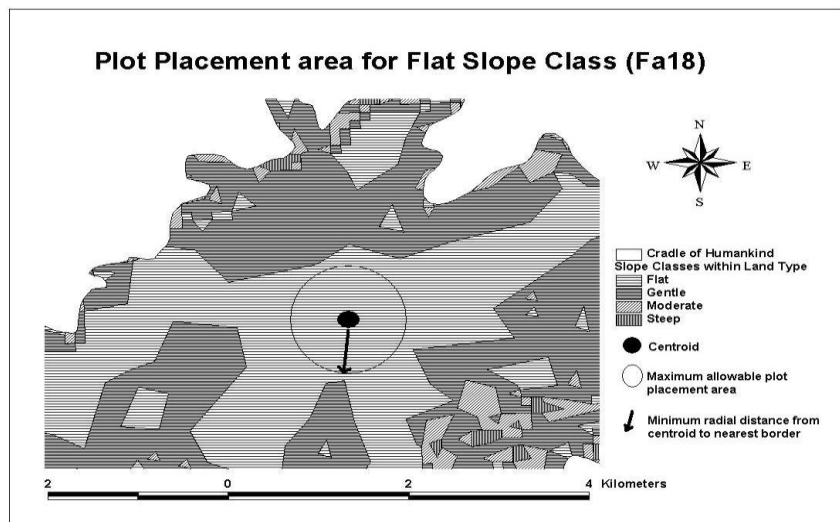 Plot Placement area for Flat Slope Class (Fa18)
N
W E
S
Cradle of Humankind
Slope Classes within Land Type
Flat
Gentle
Moderate
Steep
Centroid
Maximum allowable plot
placement area
Minimum radial distance from
centroid to nearest border
2 0 2 4 Kilometers